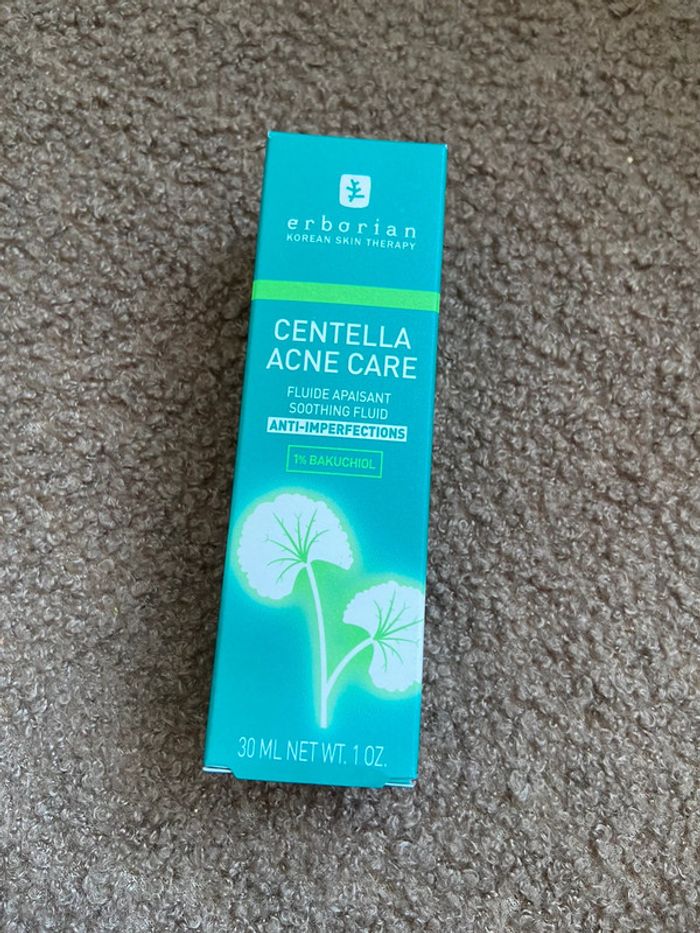 erborian
KOREAN SKIN THERAPY
CENTELLA
ACNE CARE
FLUIDE APAISANT
SOOTHING FLUID
ANTI-IMPERFECTIONS
1% BAKUCHIOL
30 ML NET WT. 1 OZ.